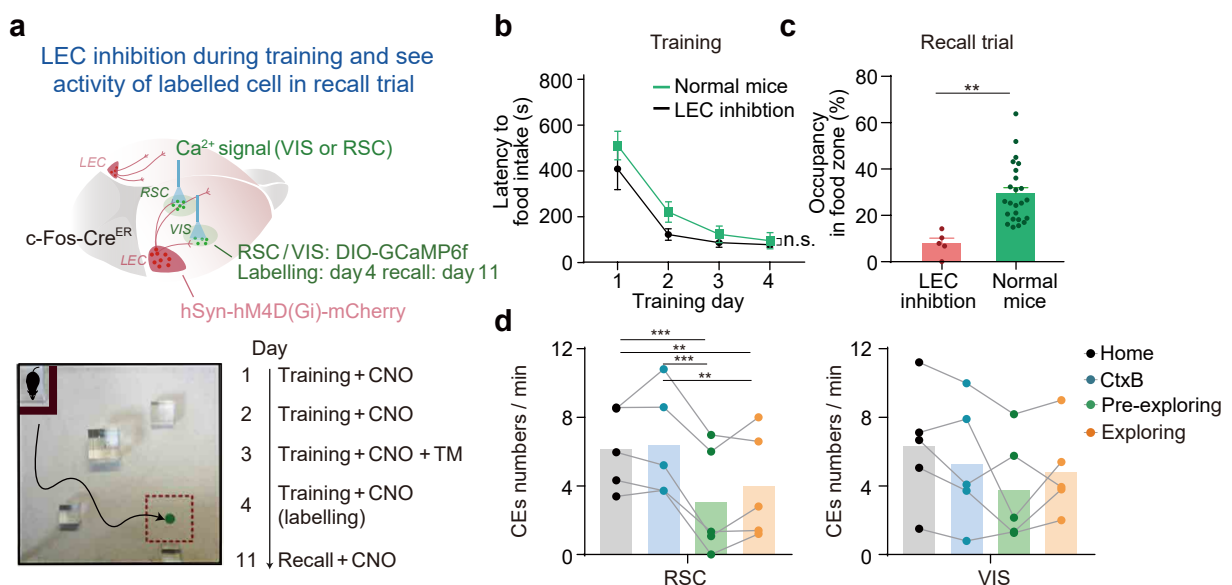 a
LEC inhibition during training and see
activity of labelled cell in recall trial
Ca2+ signal (VIS or RSC)
LEC
RSC
VIS
c-Fos-CreER
LEC
RSC / VIS: DIO-GCaMP6f
Labelling: day 4 recall: day 11
hSyn-hM4D(Gi)-mCherry
Day
1 Training + CNO
2 Training + CNO
3 Training + CNO + TM
4 Training + CNO
(labelling)
11 Recall + CNO
b
Training
Latency to
food intake (s)
800
600
400
200
0
Normal mice
LEC inhibtion
n.s.
1 2 3 4
Training day
c
Recall trial
Occupancy
in food zone (%)
80
60
40
20
0
**
LEC
inhibtion
Normal
mice
d
CEs numbers / min
12
8
4
0
***
**
***
**
RSC
CEs numbers / min
12
8
4
0
VIS
Home
CtxB
Pre-exploring
Exploring